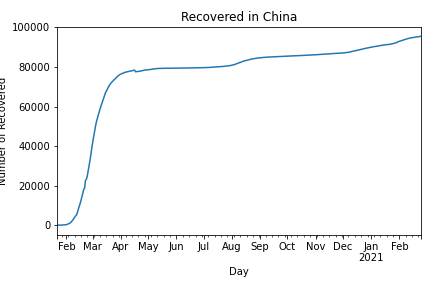 Recovered in China
Number of Recovered
100000
80000
60000
40000
20000
0
Feb Mar Apr May Jun Jul Aug Sep Oct Nov Dec Jan Feb
2021
Day